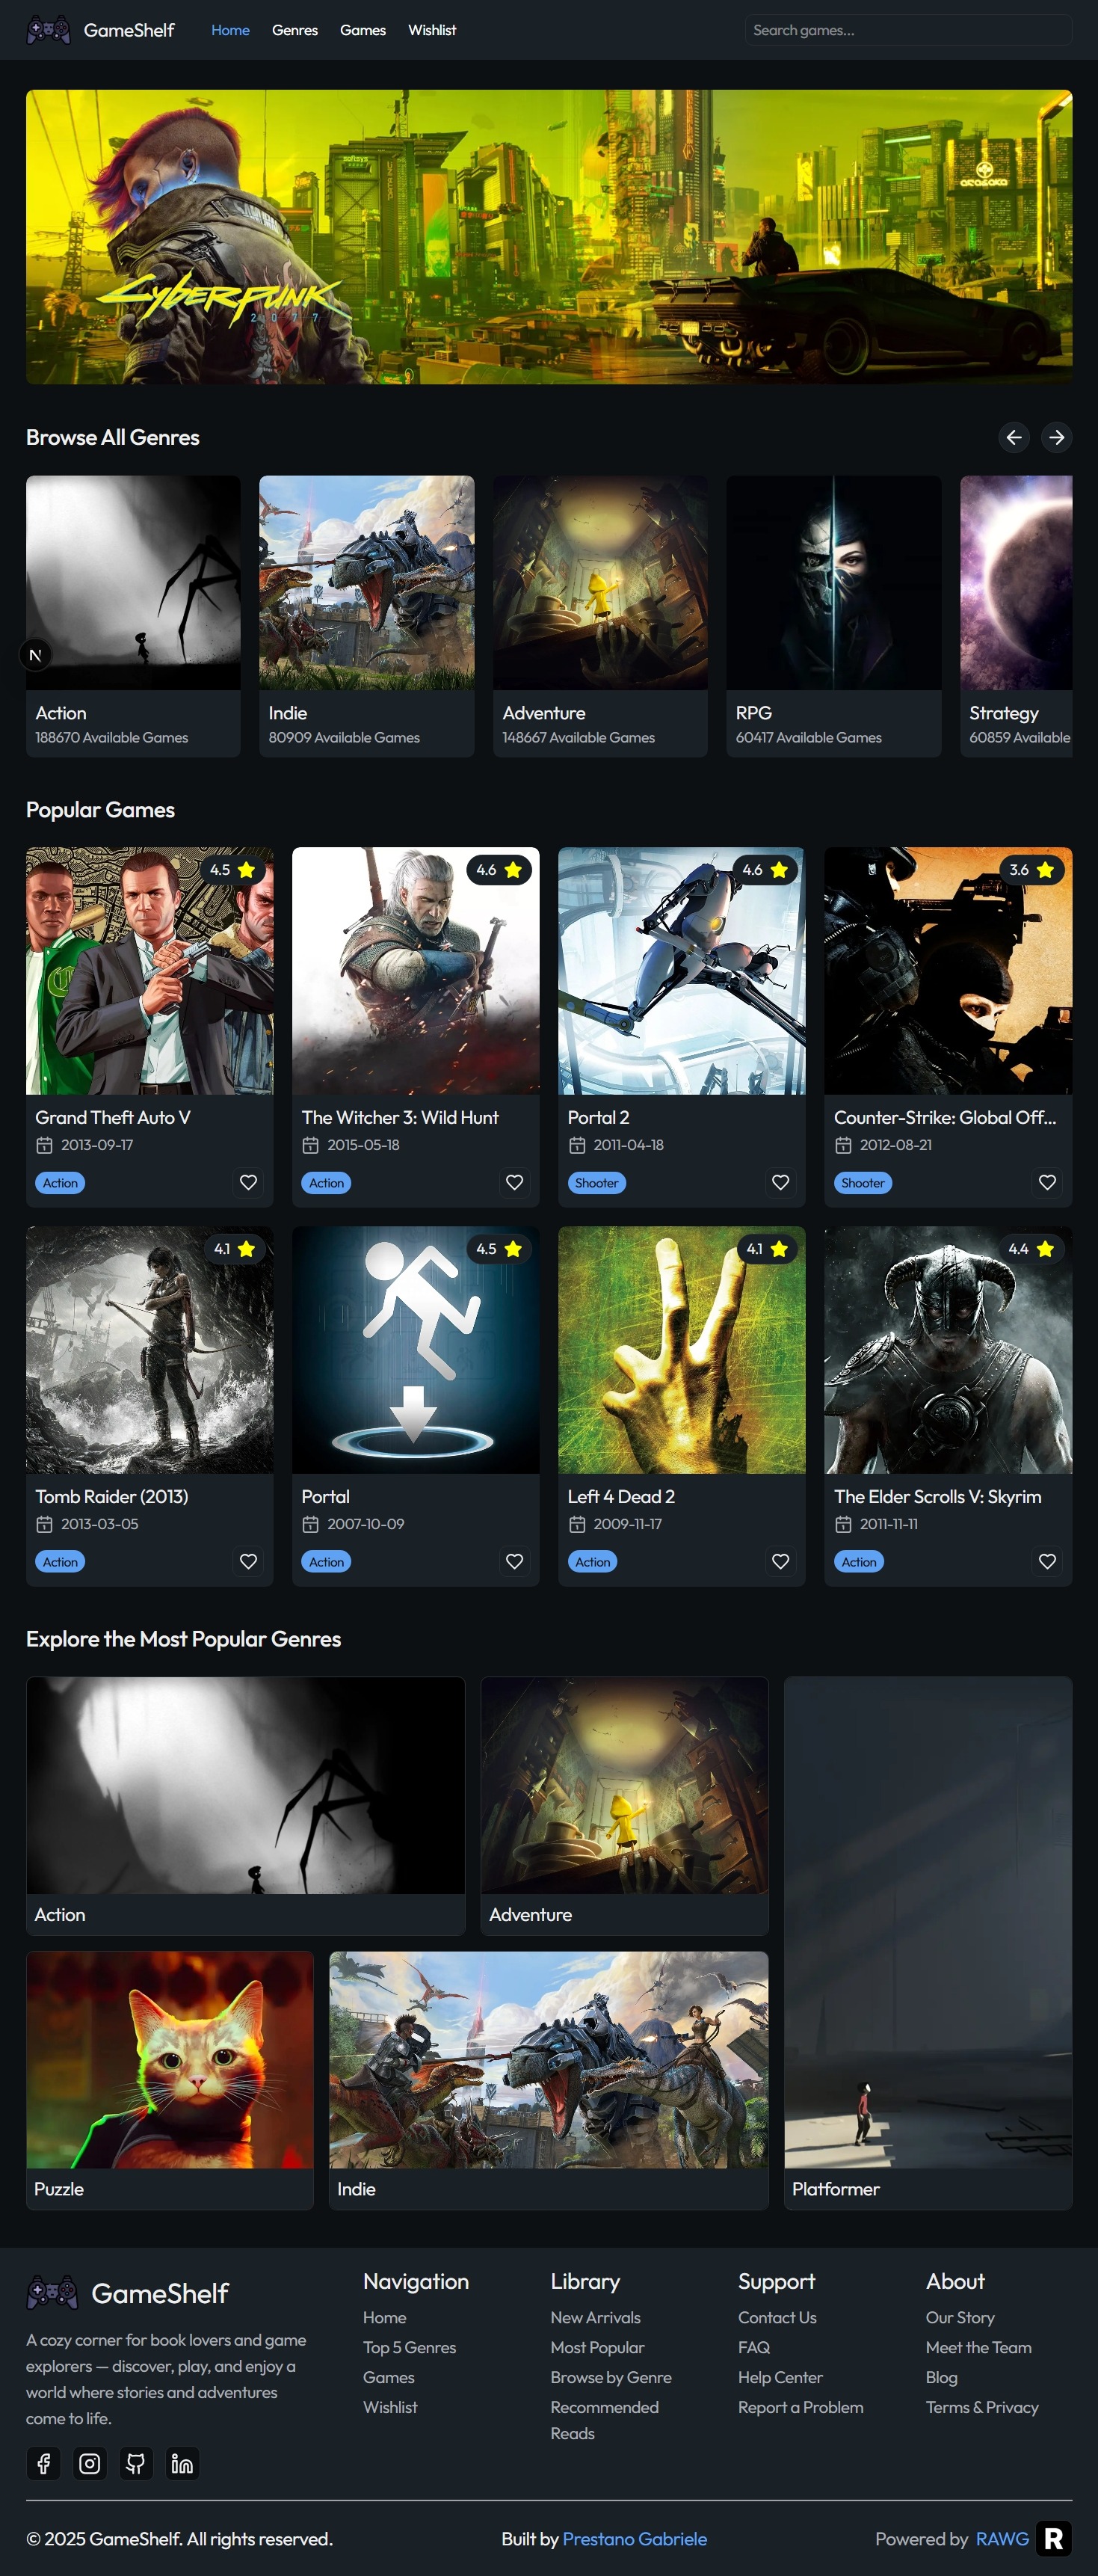 GameShelf
Home Genres Games Wishlist
Search games...
softsys
arasaka
Cyberpunk
2077
Browse All Genres
N
Action
188670 Available Games
Indie
80909 Available Games
Adventure
148667 Available Games
RPG
60417 Available Games
Strategy
60859 Available
Popular Games
4.5
Grand Theft Auto V
2013-09-17
Action
4.6
The Witcher 3: Wild Hunt
2015-05-18
Action
4.6
Portal 2
2011-04-18
Shooter
3.6
Counter-Strike: Global Off...
2012-08-21
Shooter
4.1
Tomb Raider (2013)
2013-03-05
Action
4.5
Portal
2007-10-09
Action
4.1
Left 4 Dead 2
2009-11-17
Action
4.4
The Elder Scrolls V: Skyrim
2011-11-11
Action
Explore the Most Popular Genres
Action
Adventure
Puzzle
Indie
Platformer
GameShelf
A cozy corner for book lovers and game
explorers — discover, play, and enjoy a
world where stories and adventures
come to life.
Navigation
Home
Top 5 Genres
Games
Wishlist
Library
New Arrivals
Most Popular
Browse by Genre
Recommended
Reads
Support
Contact Us
FAQ
Help Center
Report a Problem
About
Our Story
Meet the Team
Blog
Terms & Privacy
© 2025 GameShelf. All rights reserved.
Built by Prestano Gabriele
Powered by RAWG R